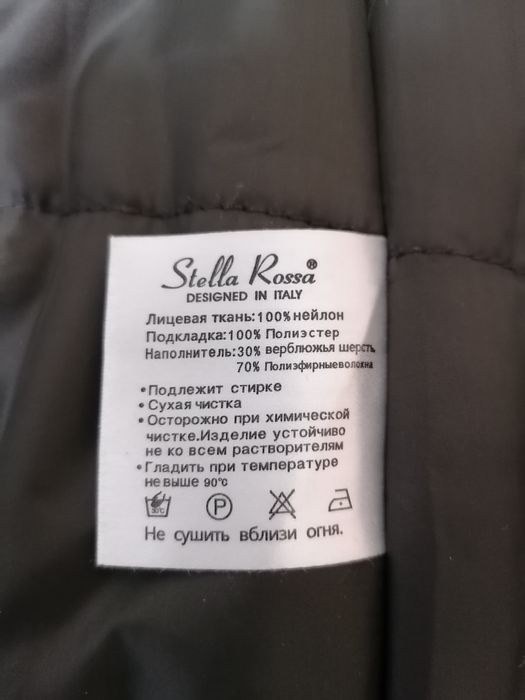 Stella Rossa®
DESIGNED IN ITALY
Лицевая ткань:100%нейлон
Подкладка:100% Полиэстер
Наполнитель:30% верблюжья шерсть
70% Полиэфирныеволокна
•Подлежит стирке
•Сухая чистка
•Осторожно при химической
чистке.Изделие устойчиво
не ко всем растворителям
•Гладить при температуре
не выше 90°C
30°C P
Не сушить вблизи огня.